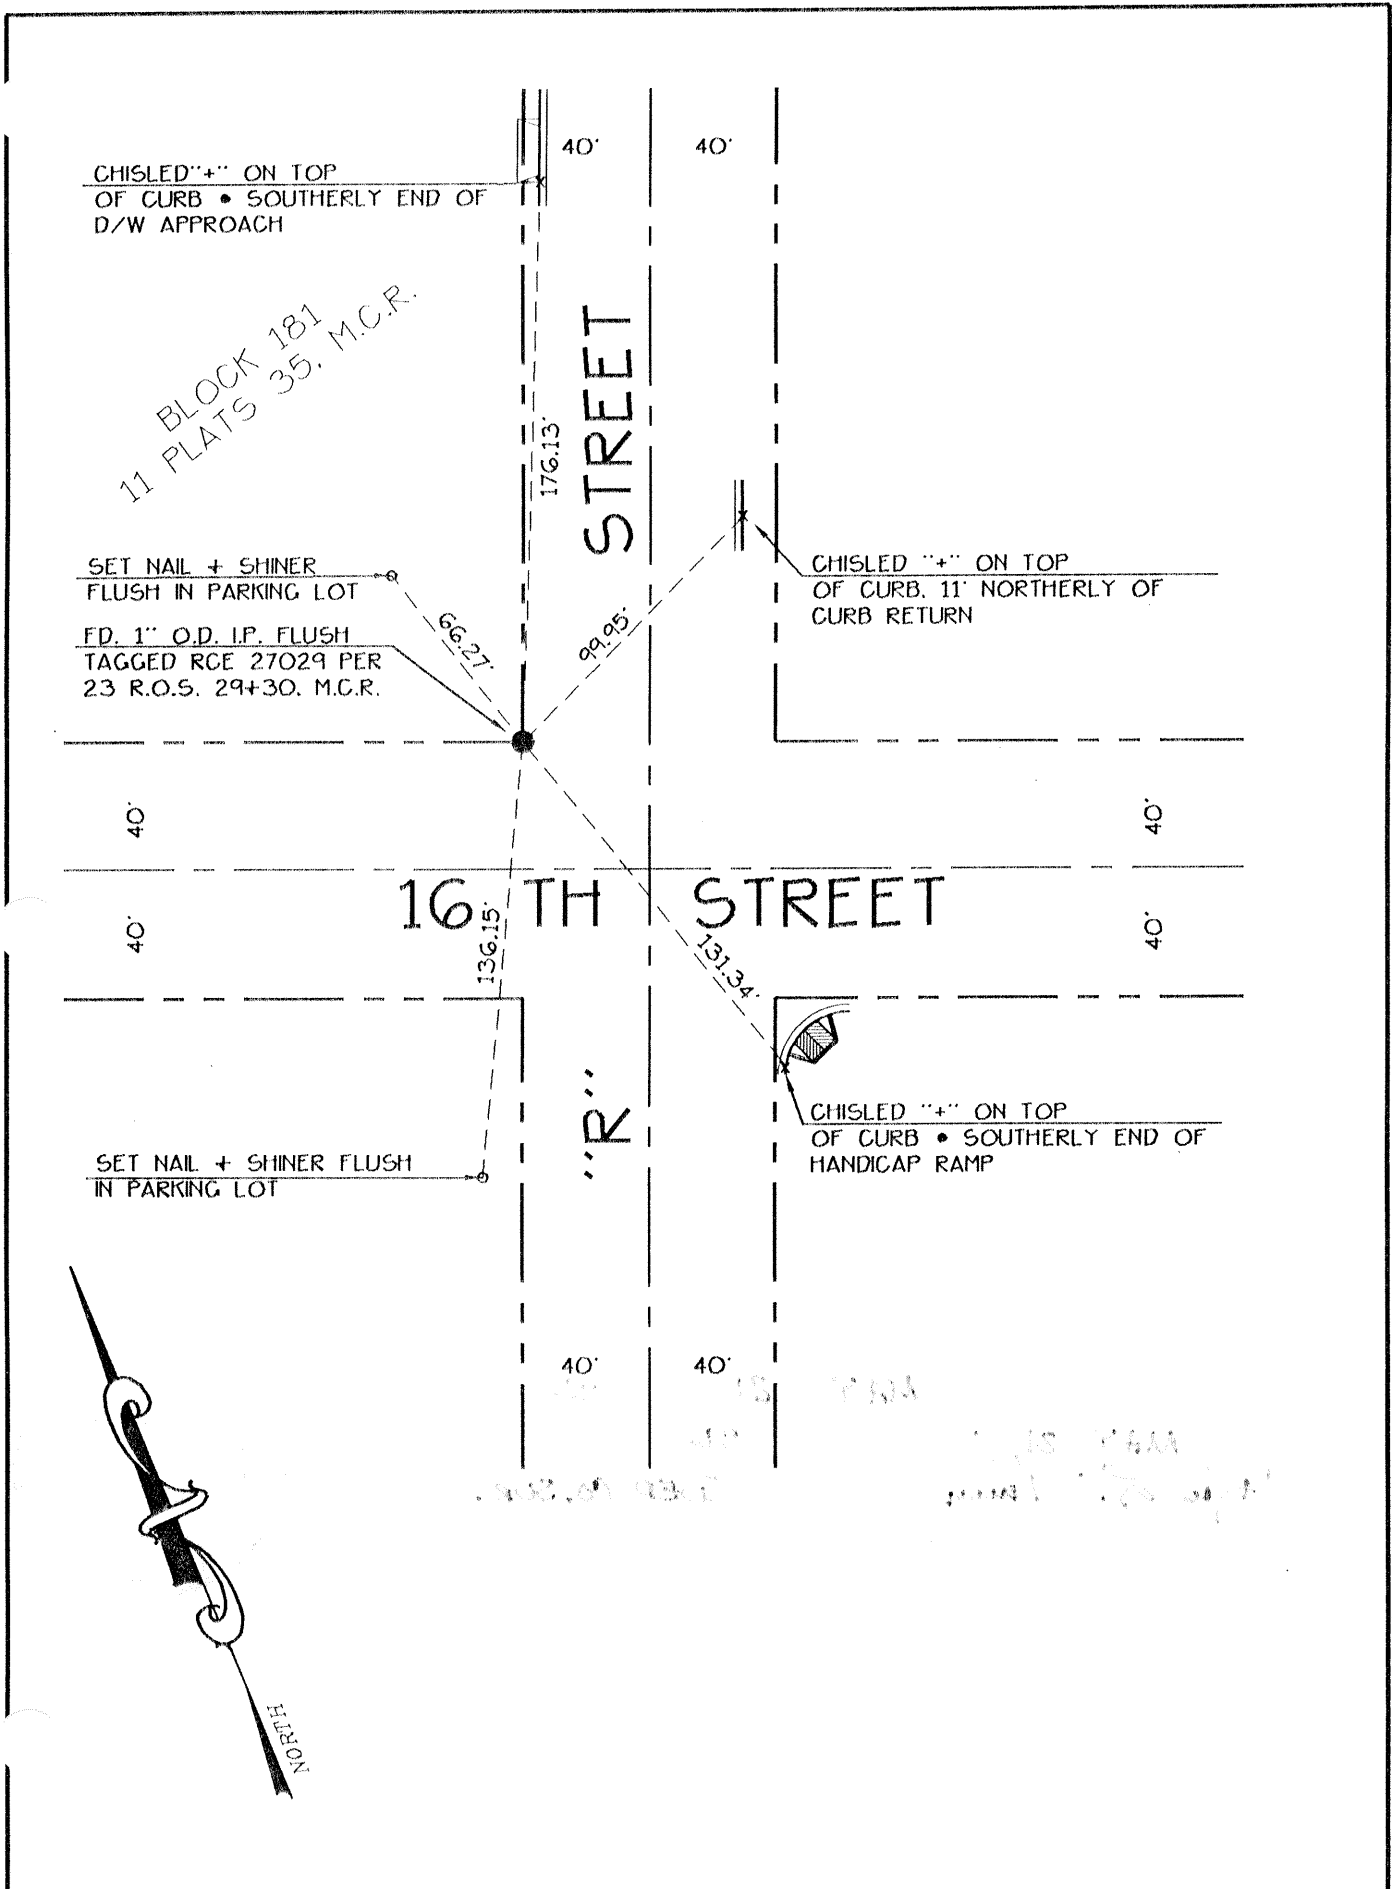 40'
40'
CHISLED "+" ON TOP
OF CURB • SOUTHERLY END OF
D/W APPROACH
BLOCK 181
11 PLATS 35, M.C.R.
STREET
176.13'
SET NAIL + SHINER
FLUSH IN PARKING LOT
CHISLED "+" ON TOP
OF CURB, 11' NORTHERLY OF
CURB RETURN
66.27'
99.95'
FD. 1" O.D. I.P. FLUSH
TAGGED RCE 27029 PER
23 R.O.S. 29+30, M.C.R.
40'
40'
16 TH STREET
40'
40'
136.15'
131.34'
"R"
CHISLED "+" ON TOP
OF CURB • SOUTHERLY END OF
HANDICAP RAMP
SET NAIL + SHINER FLUSH
IN PARKING LOT
40'
40'
NORTH